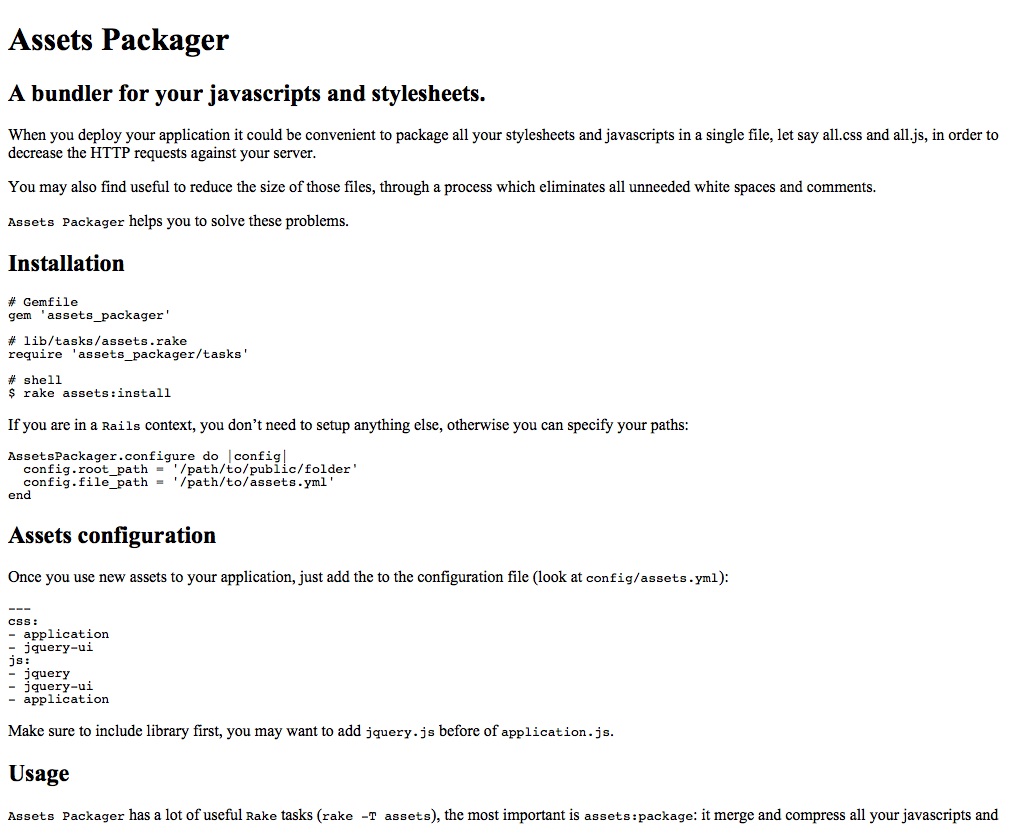 Assets Packager
A bundler for your javascripts and stylesheets.
When you deploy your application it could be convenient to package all your stylesheets and javascripts in a single file, let say all.css and all.js, in order to
decrease the HTTP requests against your server.
You may also find useful to reduce the size of those files, through a process which eliminates all unneeded white spaces and comments.
Assets Packager helps you to solve these problems.
Installation
# Gemfile
gem 'assets_packager'
# lib/tasks/assets.rake
require 'assets_packager/tasks'
# shell
$ rake assets:install
If you are in a Rails context, you don’t need to setup anything else, otherwise you can specify your paths:
AssetsPackager.configure do |config|
  config.root_path = '/path/to/public/folder'
  config.file_path = '/path/to/assets.yml'
end
Assets configuration
Once you use new assets to your application, just add the to the configuration file (look at config/assets.yml):
---
css:
- application
- jquery-ui
js:
- jquery
- jquery-ui
- application
Make sure to include library first, you may want to add jquery.js before of application.js.
Usage
Assets Packager has a lot of useful Rake tasks (rake -T assets), the most important is assets:package: it merge and compress all your javascripts and